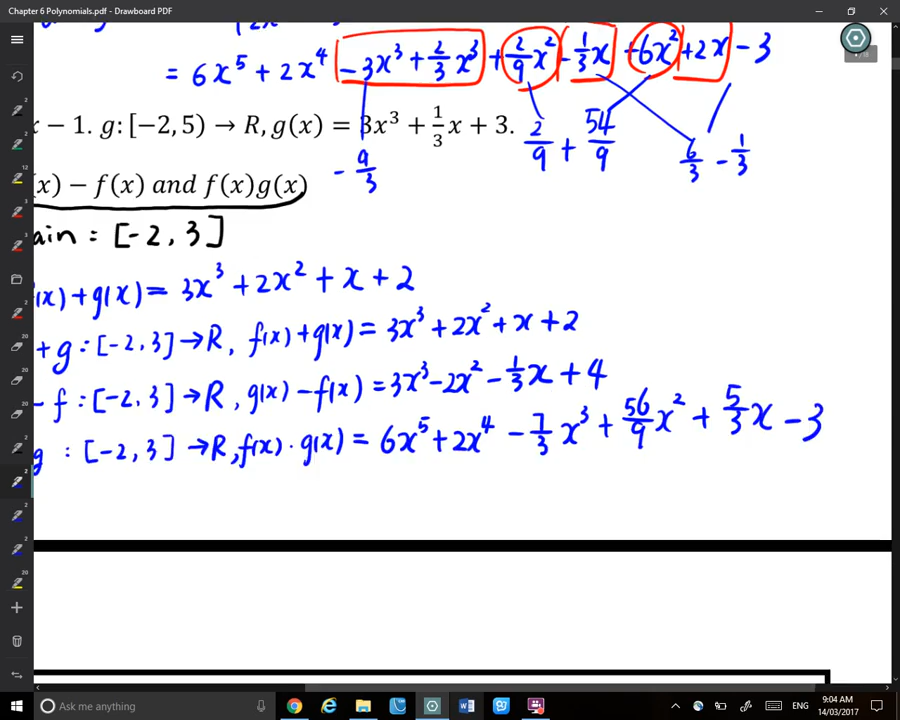 Chapter 6 Polynomials.pdf - Drawboard PDF
= 6x⁵ + 2x⁴ - 3x³ + 2/3 x³ + 2/9 x² - 1/3 x + 6x² + 2x - 3
x − 1. g: [−2, 5) → R, g(x) = 3x³ + 1/3 x + 3.
- 9/3
2/9 + 54/9
6/3 - 1/3
(x) − f(x) and f(x)g(x)
ain = [-2, 3]
(x) + g(x) = 3x³ + 2x² + x + 2
+ g : [-2, 3] → R, f(x) + g(x) = 3x³ + 2x² + x + 2
- f : [-2, 3] → R, g(x) - f(x) = 3x³ - 2x² - 1/3 x + 4
g : [-2, 3] → R, f(x) · g(x) = 6x⁵ + 2x⁴ - 7/3 x³ + 56/9 x² + 5/3 x - 3
Ask me anything
ENG
9:04 AM
14/03/2017